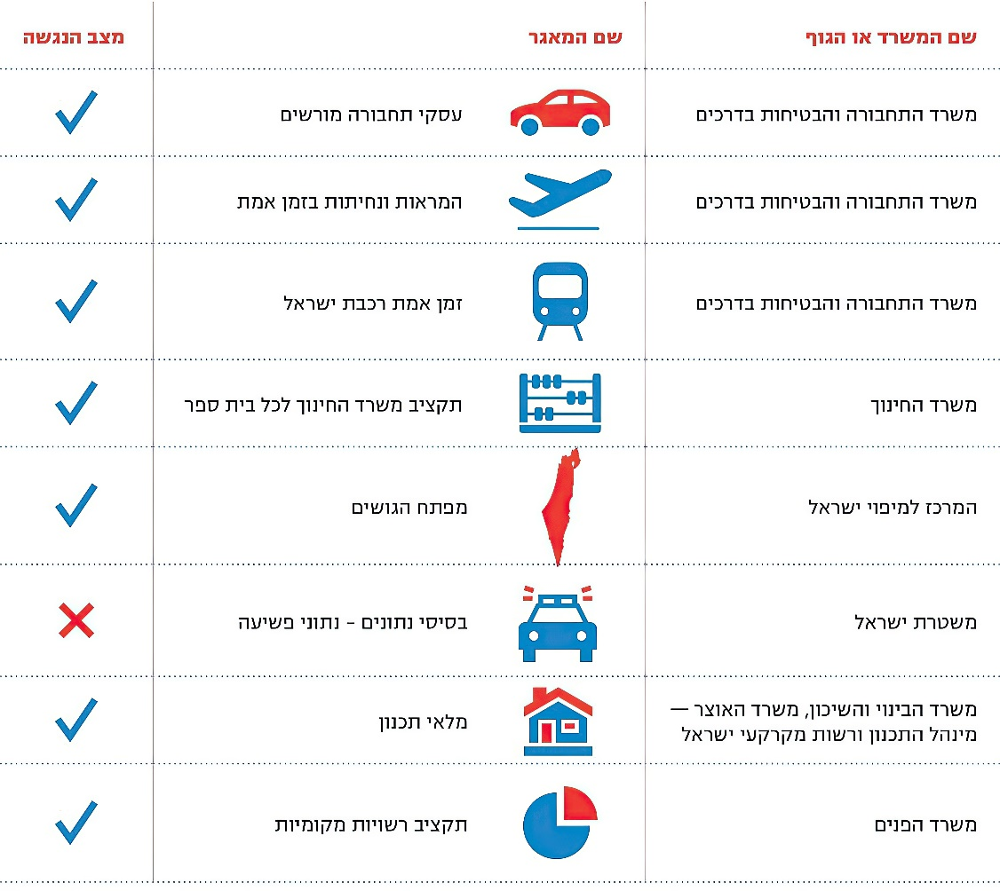 שם המשרד או הגוף
שם המאגר
מצב הנגשה
משרד התחבורה והבטיחות בדרכים
עסקי תחבורה מורשים
משרד התחבורה והבטיחות בדרכים
המראות ונחיתות בזמן אמת
משרד התחבורה והבטיחות בדרכים
זמן אמת רכבת ישראל
משרד החינוך
תקציב משרד החינוך לכל בית ספר
המרכז למיפוי ישראל
מפתח הגושים
משטרת ישראל
בסיסי נתונים - נתוני פשיעה
משרד הבינוי והשיכון, משרד האוצר —
מינהל התכנון ורשות מקרקעי ישראל
מלאי תכנון
משרד הפנים
תקציב רשויות מקומיות